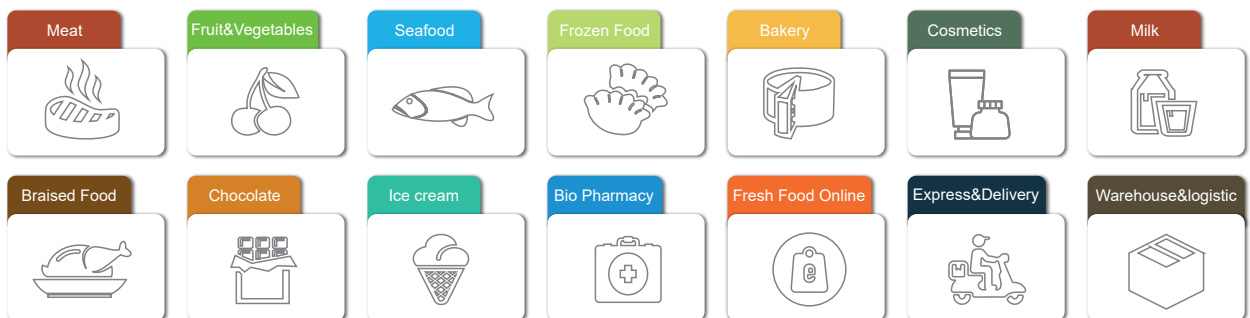 Meat
Fruit&Vegetables
Seafood
Frozen Food
Bakery
Cosmetics
Milk
Braised Food
Chocolate
Ice cream
Bio Pharmacy
Fresh Food Online
Express&Delivery
Warehouse&logistic
e